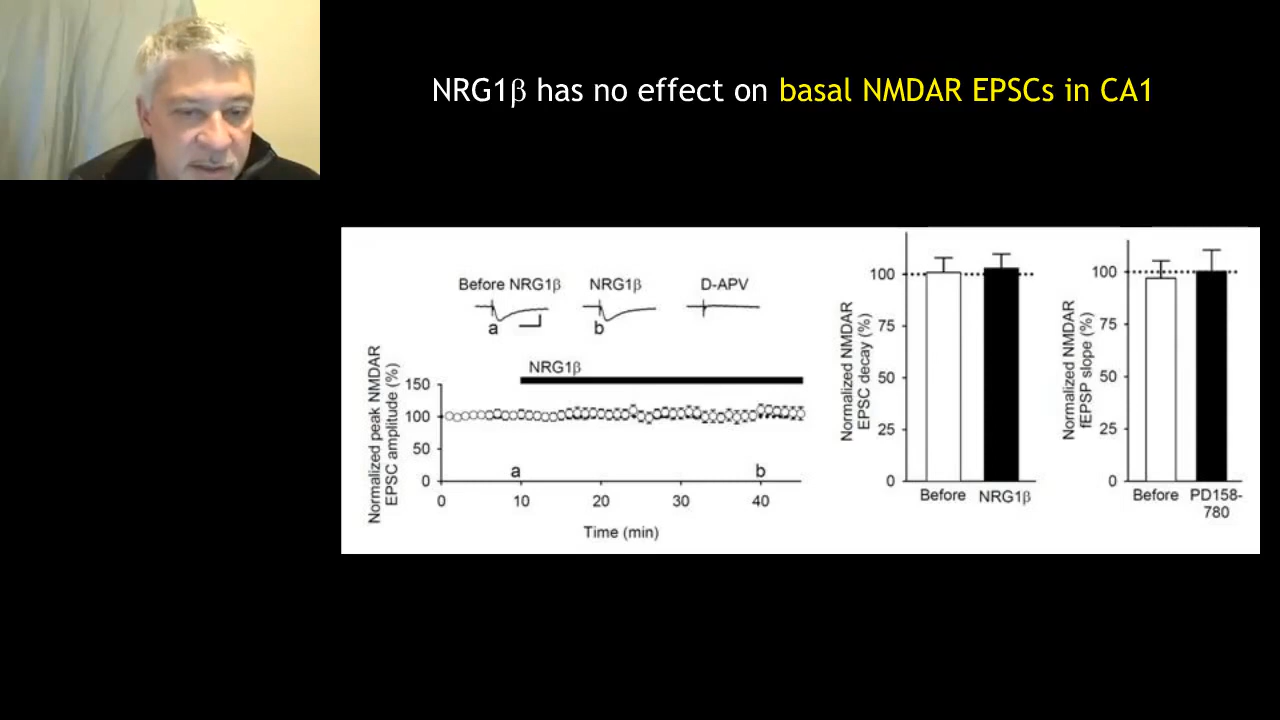 NRG1β has no effect on basal NMDAR EPSCs in CA1
Before NRG1β
NRG1β
D-APV
a
b
NRG1β
Normalized peak NMDAR
EPSC amplitude (%)
150
100
50
0
a
b
0
10
20
30
40
Time (min)
Normalized NMDAR
EPSC decay (%)
100
75
50
25
0
Before
NRG1β
Normalized NMDAR
fEPSP slope (%)
100
75
50
25
0
Before
PD158-
780